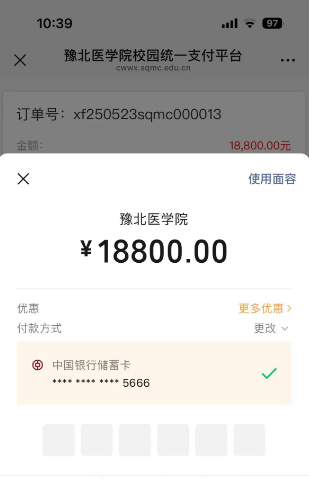 10:39
97
豫北医学院校园统一支付平台
cwwx.sqmc.edu.cn
订单号：xf250523sqmc000013
金额：
18,800.00元
使用面容
豫北医学院
¥18800.00
优惠
更多优惠 >
付款方式
更改
中国银行储蓄卡
**** **** **** 5666